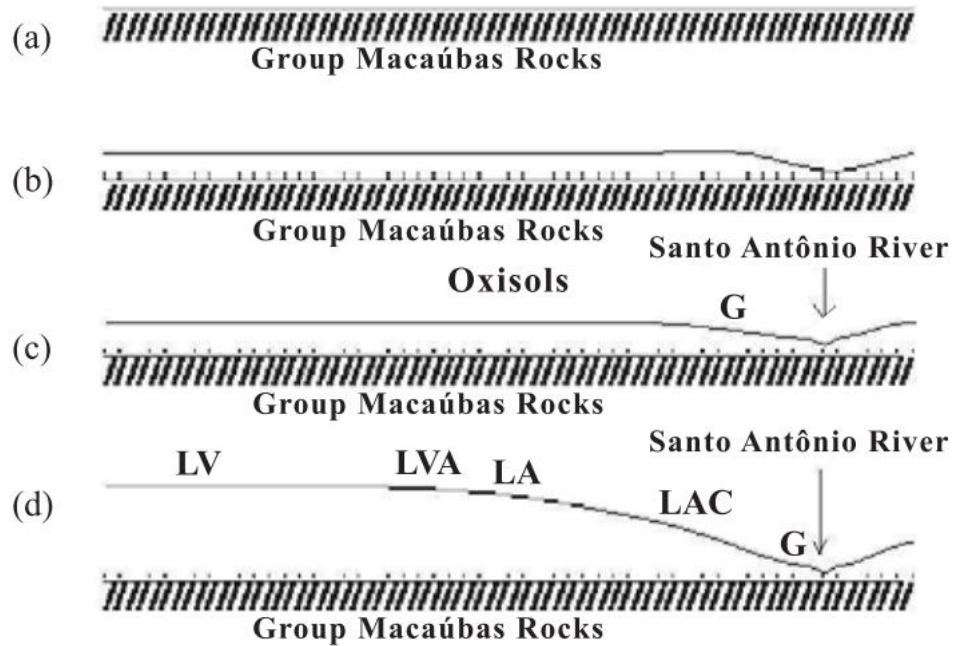 (a)
Group Macaúbas Rocks
(b)
Group Macaúbas Rocks
Santo Antônio River
Oxisols
G
(c)
Group Macaúbas Rocks
Santo Antônio River
LV LVA LA
(d)
LAC
G
Group Macaúbas Rocks